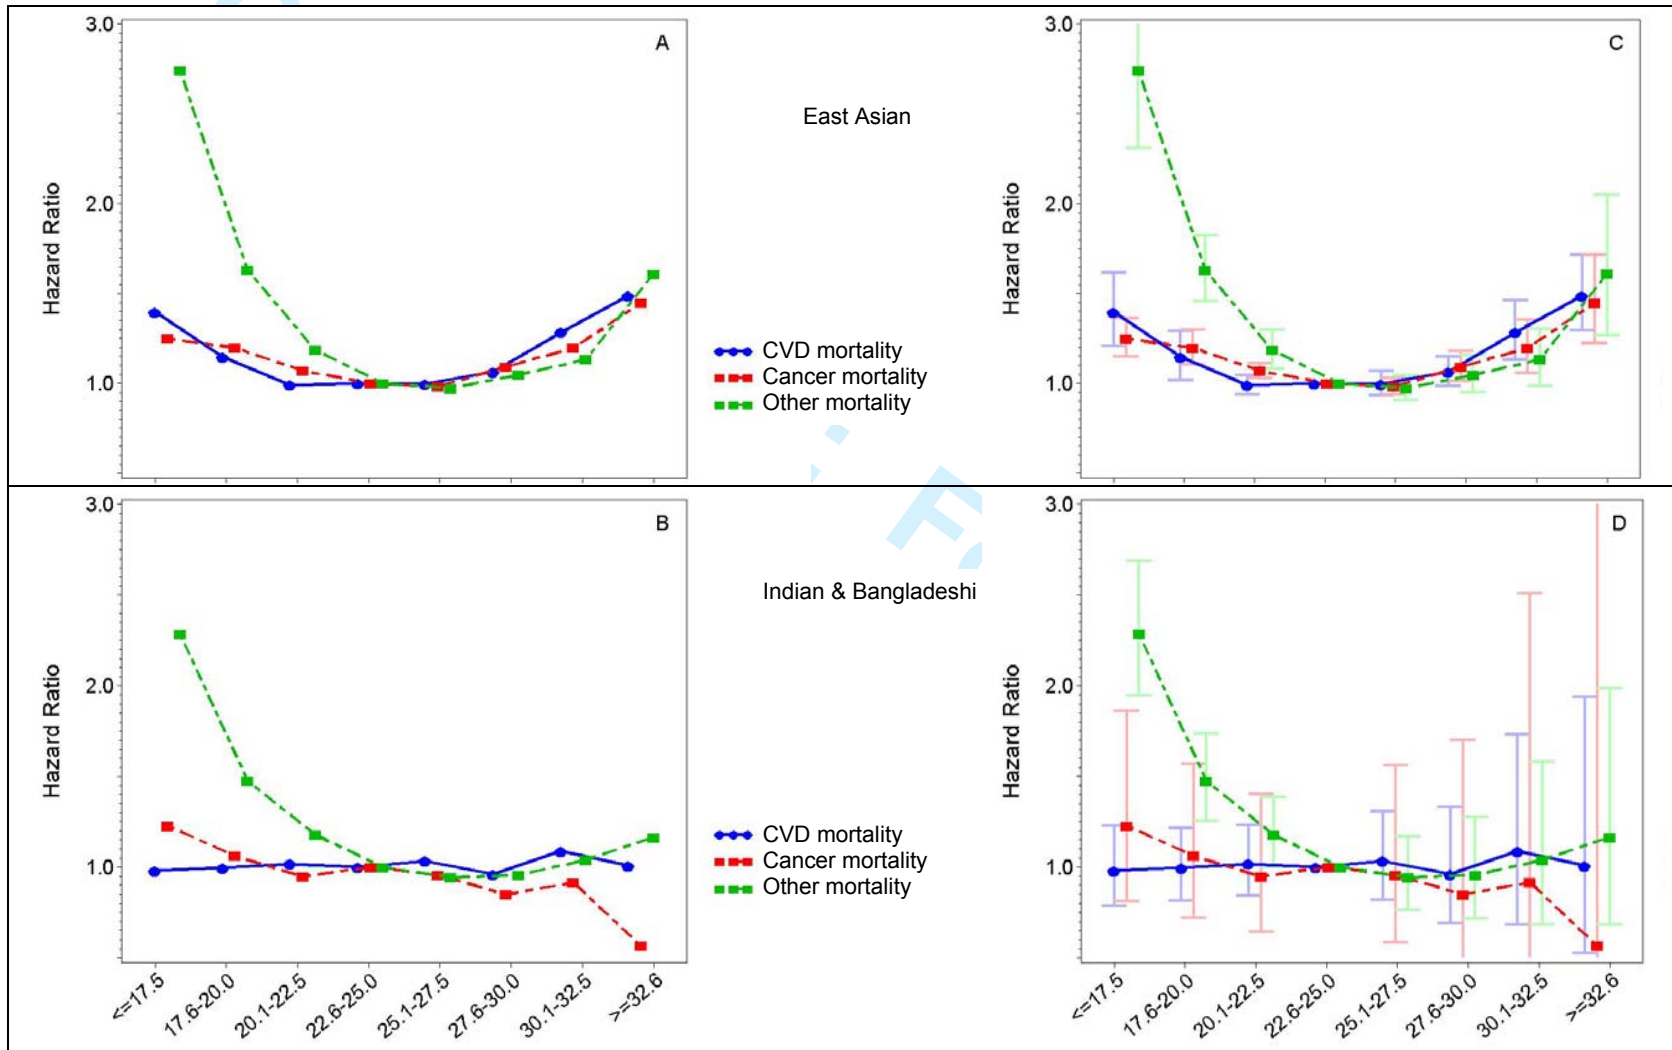 3.0
A
2.0
1.0
Hazard Ratio
East Asian
CVD mortality
Cancer mortality
Other mortality
3.0
C
2.0
1.0
Hazard Ratio
3.0
B
2.0
1.0
Hazard Ratio
<=17.5
17.6-20.0
20.1-22.5
22.6-25.0
25.1-27.5
27.6-30.0
30.1-32.5
>=32.6
Indian & Bangladeshi
CVD mortality
Cancer mortality
Other mortality
3.0
D
2.0
1.0
Hazard Ratio
<=17.5
17.6-20.0
20.1-22.5
22.6-25.0
25.1-27.5
27.6-30.0
30.1-32.5
>=32.6